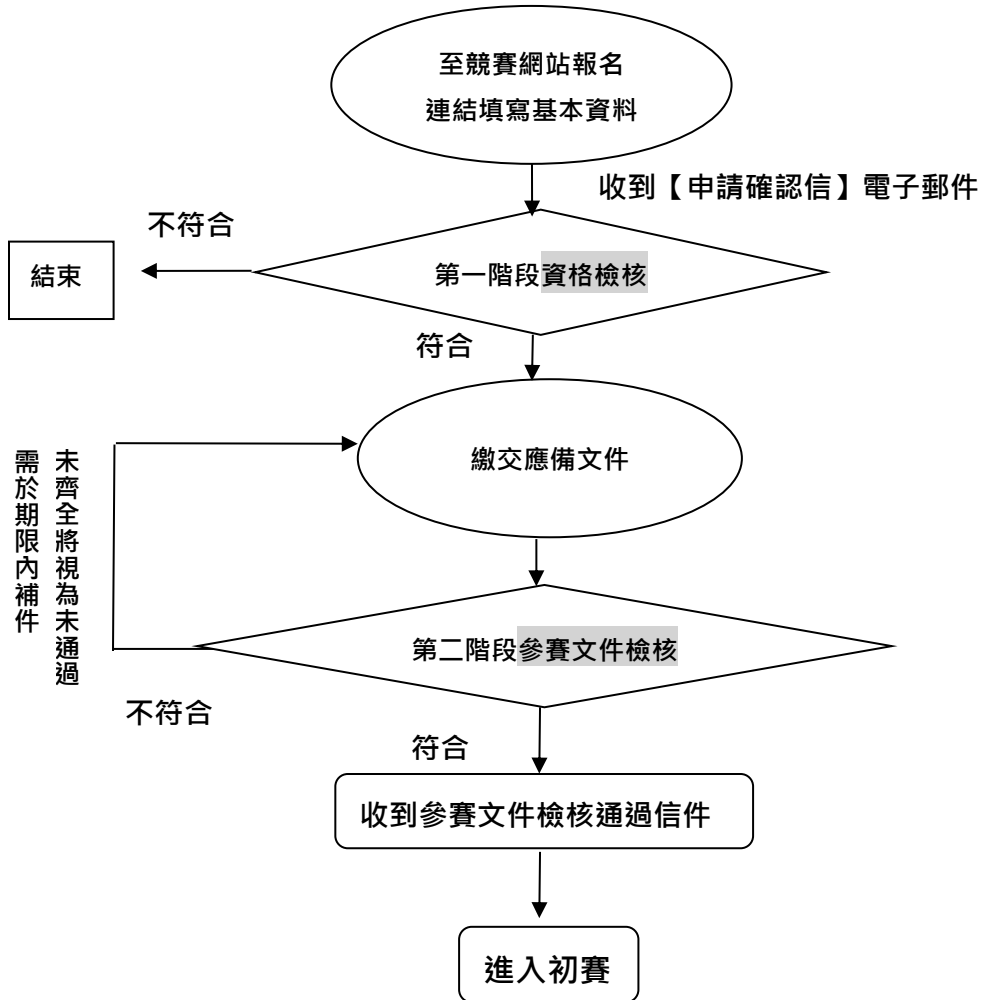 至競賽網站報名
連結填寫基本資料
收到【申請確認信】電子郵件
不符合
結束
第一階段資格檢核
符合
繳交應備文件
未齊全將視為未通過
需於期限內補件
第二階段參賽文件檢核
不符合
符合
收到參賽文件檢核通過信件
進入初賽